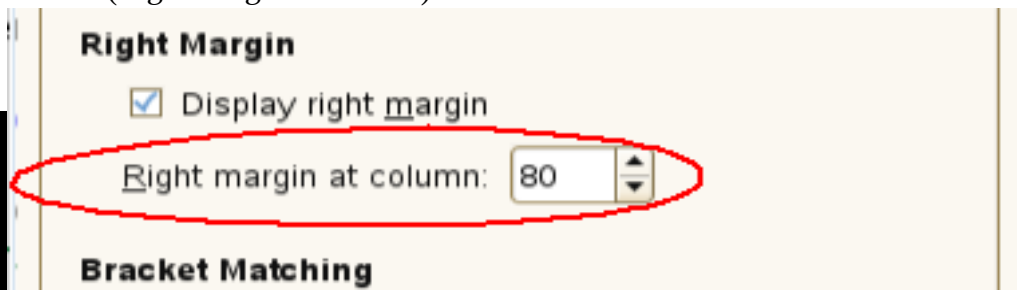 Right Margin
Display right margin
Right margin at column: 80
Bracket Matching